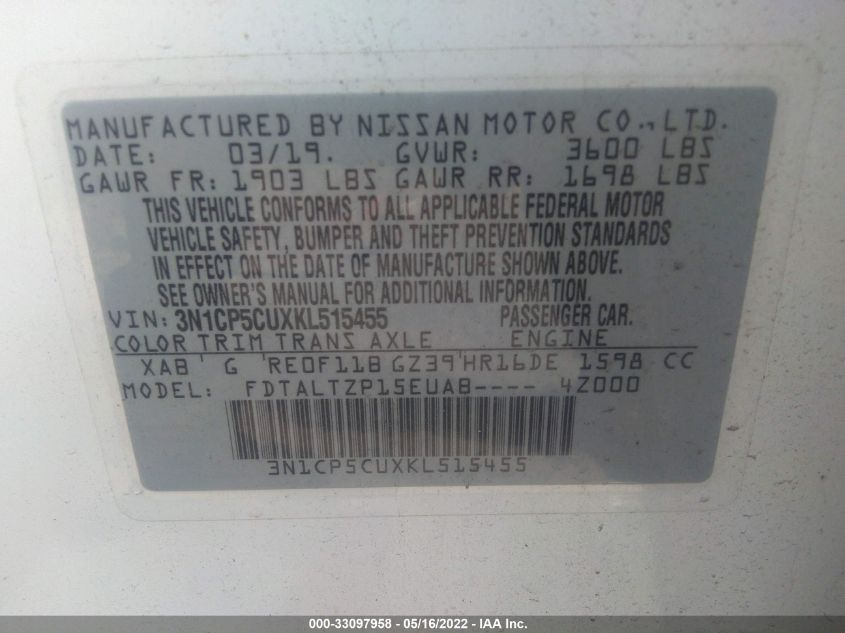 MANUFACTURED BY NISSAN MOTOR CO., LTD.
DATE: 03/19. GVWR: 3600 LBS
GAWR FR: 1903 LBS GAWR RR: 1698 LBS
THIS VEHICLE CONFORMS TO ALL APPLICABLE FEDERAL MOTOR
VEHICLE SAFETY, BUMPER AND THEFT PREVENTION STANDARDS
IN EFFECT ON THE DATE OF MANUFACTURE SHOWN ABOVE.
SEE OWNER'S MANUAL FOR ADDITIONAL INFORMATION.
VIN: 3N1CP5CUXKL515455 PASSENGER CAR.
COLOR TRIM TRANS AXLE ENGINE
XAB G RE0F11B GZ39 HR16DE 1598 CC
MODEL: FDTALTZP15EUAB---- 4Z000
3N1CP5CUXKL515455
000-33097958 - 05/16/2022 - IAA Inc.